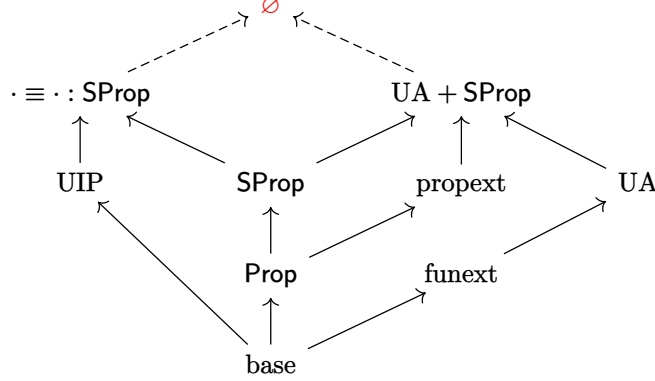 ∅
· ≡ · : SProp UA + SProp
UIP SProp propext UA
Prop funext
base